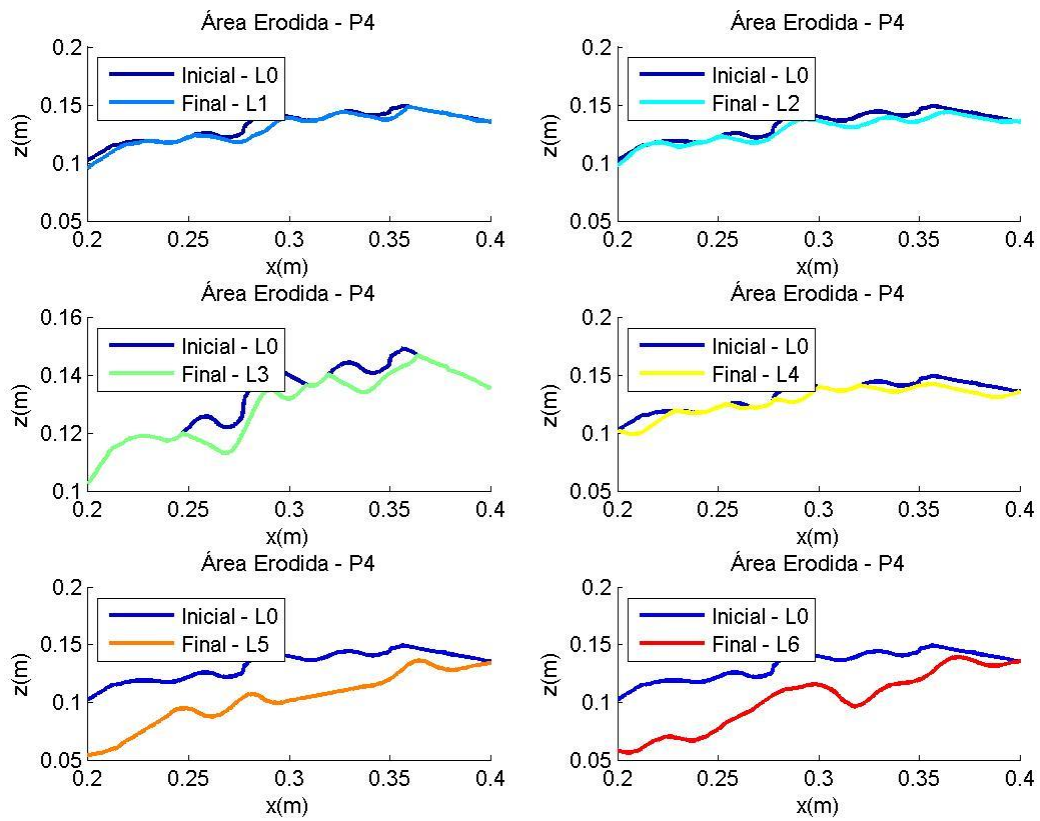 Área Erodida - P4
0.2
0.15
0.1
0.05
z(m)
Inicial - L0
Final - L1
0.2 0.25 0.3 0.35 0.4
x(m)
Área Erodida - P4
0.2
0.15
0.1
0.05
z(m)
Inicial - L0
Final - L2
0.2 0.25 0.3 0.35 0.4
x(m)
Área Erodida - P4
0.16
0.14
0.12
0.1
z(m)
Inicial - L0
Final - L3
0.2 0.25 0.3 0.35 0.4
x(m)
Área Erodida - P4
0.2
0.15
0.1
0.05
z(m)
Inicial - L0
Final - L4
0.2 0.25 0.3 0.35 0.4
x(m)
Área Erodida - P4
0.2
0.15
0.1
0.05
z(m)
Inicial - L0
Final - L5
0.2 0.25 0.3 0.35 0.4
x(m)
Área Erodida - P4
0.2
0.15
0.1
0.05
z(m)
Inicial - L0
Final - L6
0.2 0.25 0.3 0.35 0.4
x(m)